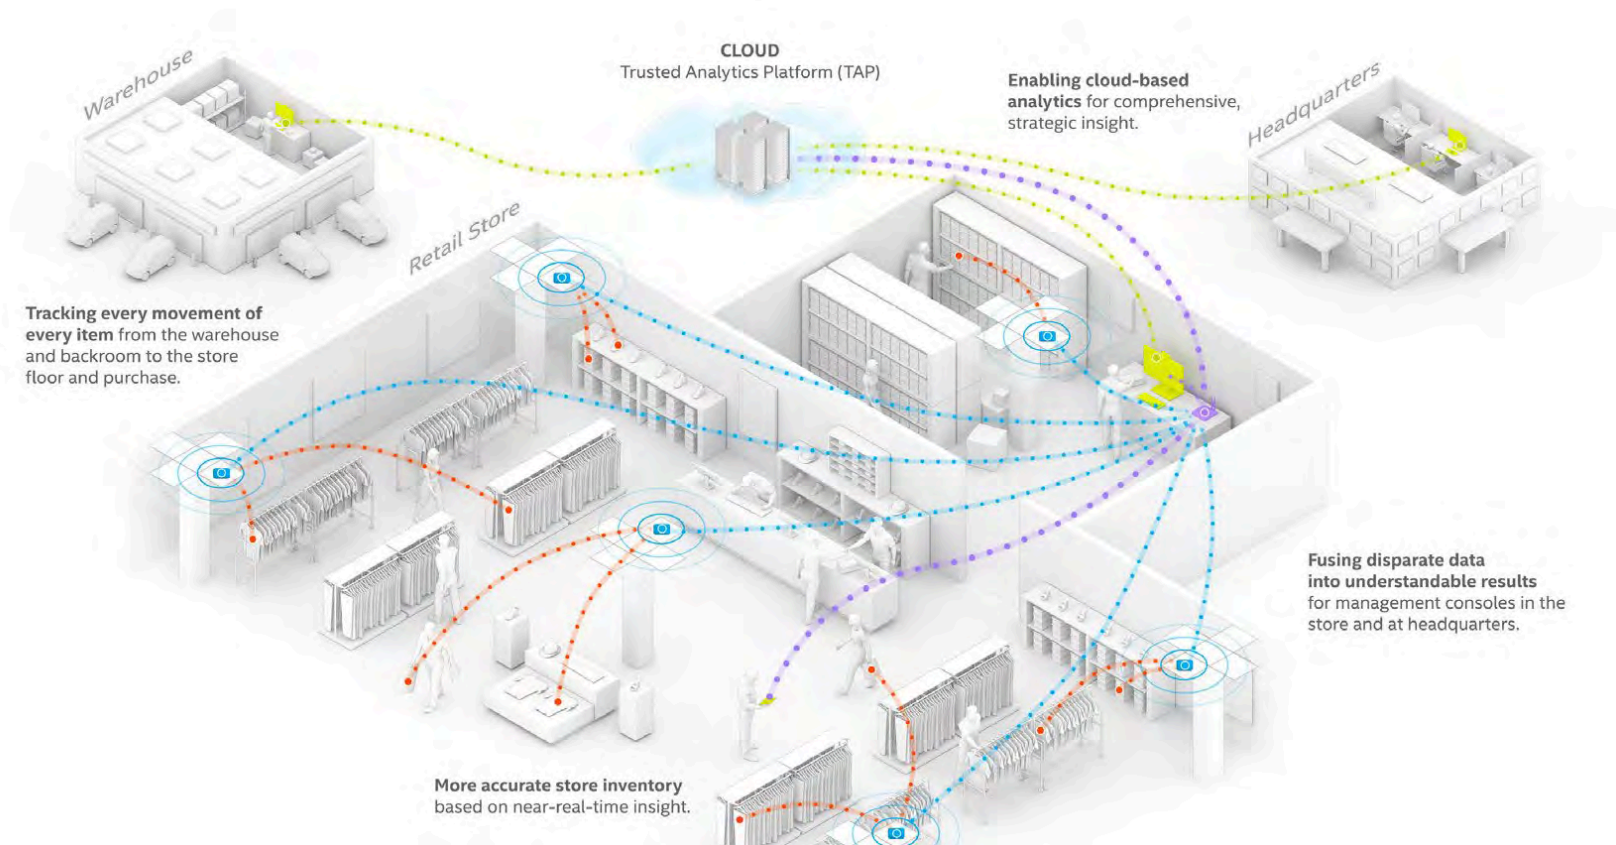 Warehouse
CLOUD
Trusted Analytics Platform (TAP)
Enabling cloud-based
analytics for comprehensive,
strategic insight.
Headquarters
Retail Store
Tracking every movement of
every item from the warehouse
and backroom to the store
floor and purchase.
Fusing disparate data
into understandable results
for management consoles in the
store and at headquarters.
More accurate store inventory
based on near-real-time insight.